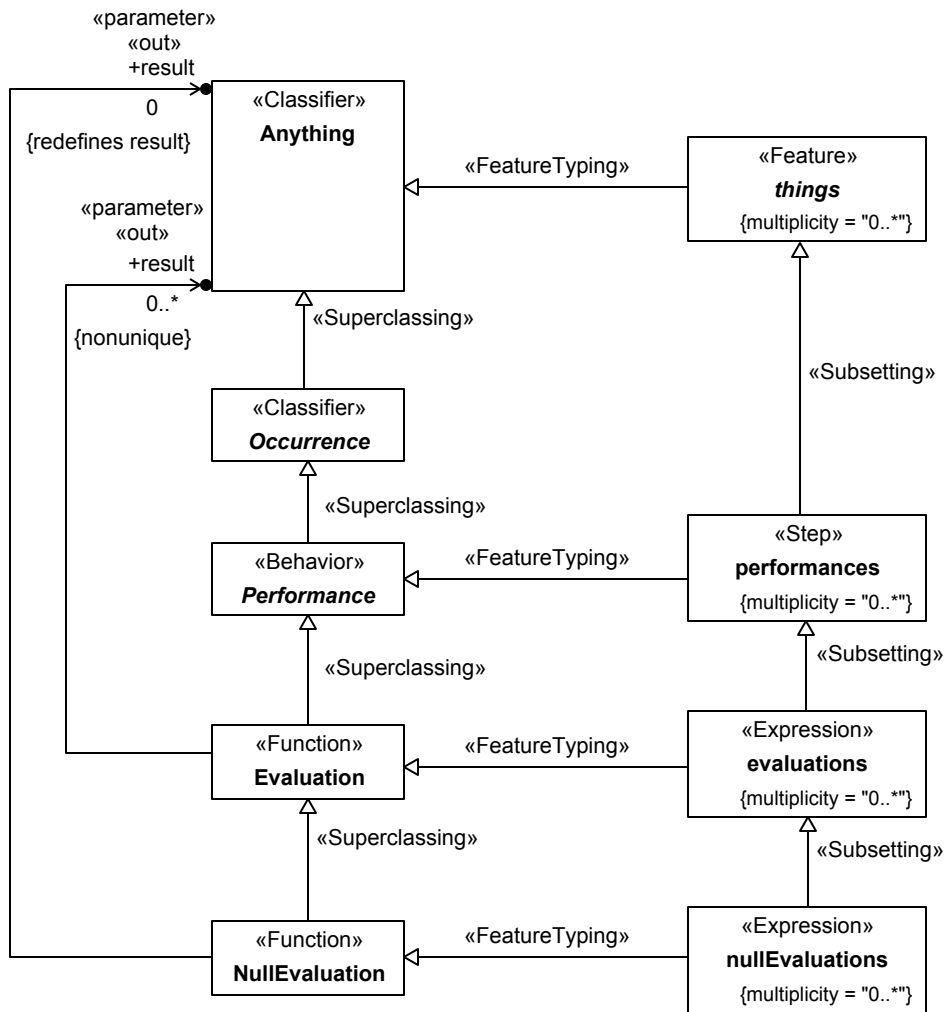 «parameter»
«out»
+result
0
{redefines result}
«Classifier»
Anything
«FeatureTyping»
«Feature»
things
{multiplicity = "0..*"}
«parameter»
«out»
+result
0..*
{nonunique}
«Superclassing»
«Subsetting»
«Classifier»
Occurrence
«Superclassing»
«Behavior»
Performance
«FeatureTyping»
«Step»
performances
{multiplicity = "0..*"}
«Superclassing»
«Subsetting»
«Function»
Evaluation
«FeatureTyping»
«Expression»
evaluations
{multiplicity = "0..*"}
«Superclassing»
«Subsetting»
«Function»
NullEvaluation
«FeatureTyping»
«Expression»
nullEvaluations
{multiplicity = "0..*"}